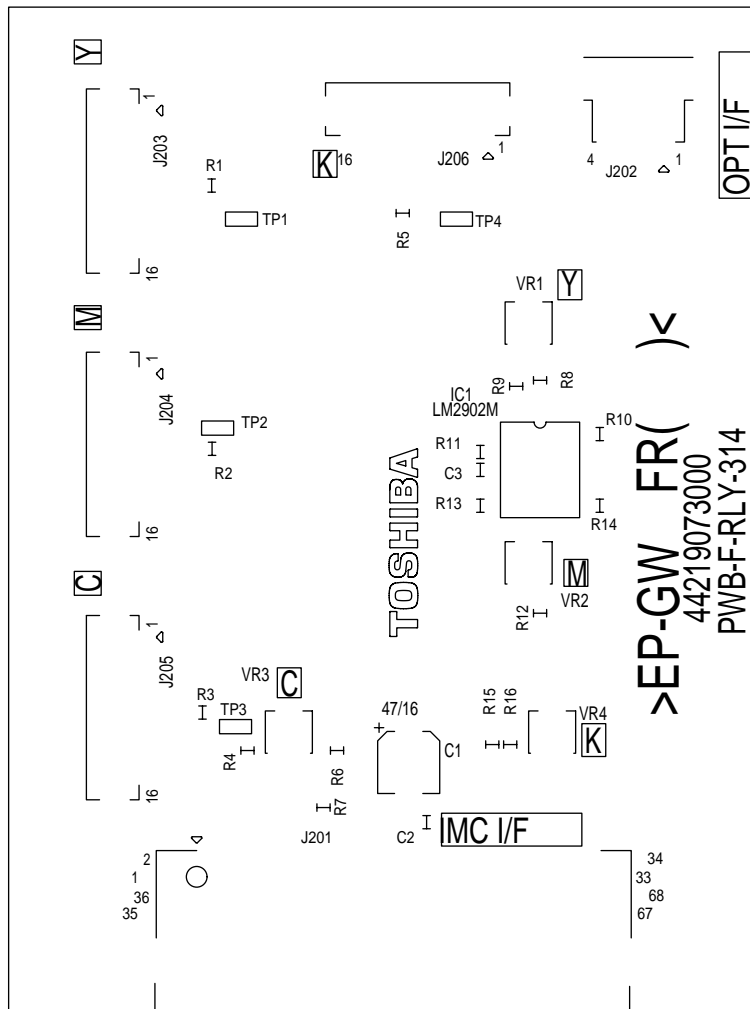 Y
1
J203
16
R1
TP1
K
16
J206
1
R5
TP4
4
J202
1
OPT I/F
VR1
Y
M
1
J204
16
TP2
R2
R9
R8
IC1
LM2902M
R10
R11
C3
R13
R14
TOSHIBA
M
VR2
R12
>EP-GW FR( )<
44219073000
PWB-F-RLY-314
C
1
J205
16
R3
TP3
VR3
C
R4
R6
R7
47/16
+
C1
R15
R16
VR4
K
J201
C2
IMC I/F
2
1
36
35
34
33
68
67